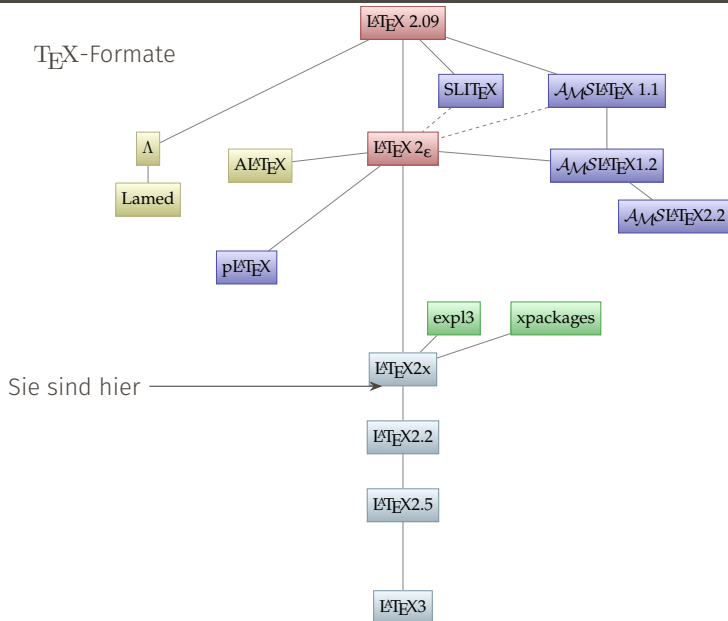 LATEX 2.09
TEX-Formate
SLITEX
AMSLATEX 1.1
Λ
ALATEX
LATEX 2ε
AMSLATEX1.2
Lamed
AMSLATEX2.2
pLATEX
expl3
xpackages
LATEX2x
Sie sind hier
LATEX2.2
LATEX2.5
LATEX3